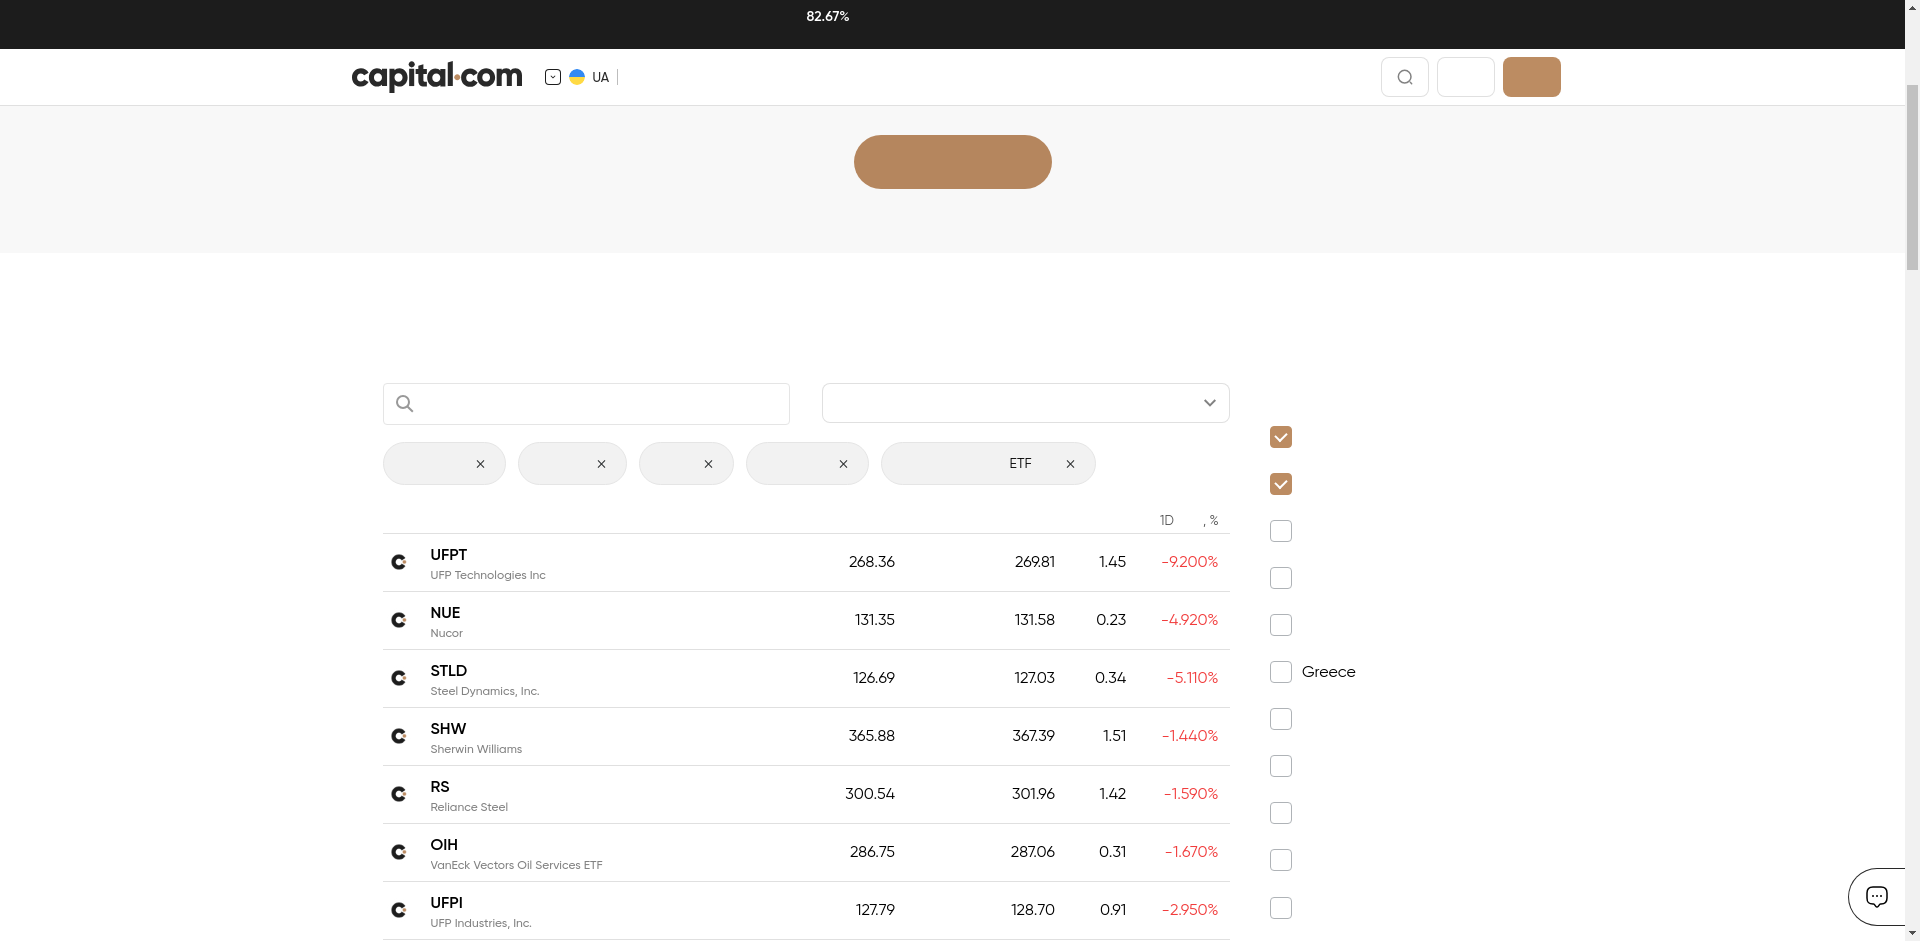 82.67%
capital.com
UA
ETF
1D , %
UFPT 268.36 269.81 1.45 -9.200%
UFP Technologies Inc
NUE 131.35 131.58 0.23 -4.920%
Nucor
STLD 126.69 127.03 0.34 -5.110%
Steel Dynamics, Inc.
Greece
SHW 365.88 367.39 1.51 -1.440%
Sherwin Williams
RS 300.54 301.96 1.42 -1.590%
Reliance Steel
OIH 286.75 287.06 0.31 -1.670%
VanEck Vectors Oil Services ETF
UFPI 127.79 128.70 0.91 -2.950%
UFP Industries, Inc.